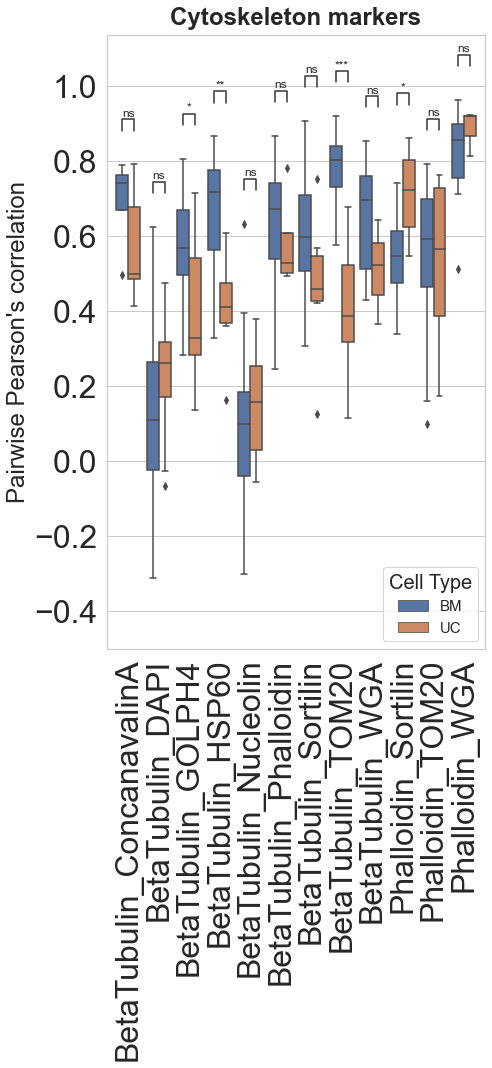 Cytoskeleton markers
Pairwise Pearson's correlation
1.0
0.8
0.6
0.4
0.2
0.0
−0.2
−0.4
ns
ns
*
**
ns
ns
ns
***
ns
*
ns
ns
Cell Type
BM
UC
BetaTubulin_ConcanavalinA
BetaTubulin_DAPI
BetaTubulin_GOLPH4
BetaTubulin_HSP60
BetaTubulin_Nucleolin
BetaTubulin_Phalloidin
BetaTubulin_Sortilin
BetaTubulin_TOM20
BetaTubulin_WGA
Phalloidin_Sortilin
Phalloidin_TOM20
Phalloidin_WGA